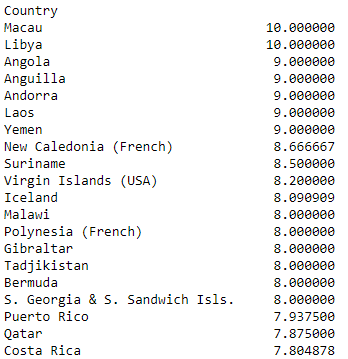 Country
Macau 10.000000
Libya 10.000000
Angola 9.000000
Anguilla 9.000000
Andorra 9.000000
Laos 9.000000
Yemen 9.000000
New Caledonia (French) 8.666667
Suriname 8.500000
Virgin Islands (USA) 8.200000
Iceland 8.090909
Malawi 8.000000
Polynesia (French) 8.000000
Gibraltar 8.000000
Tadjikistan 8.000000
Bermuda 8.000000
S. Georgia & S. Sandwich Isls. 8.000000
Puerto Rico 7.937500
Qatar 7.875000
Costa Rica 7.804878